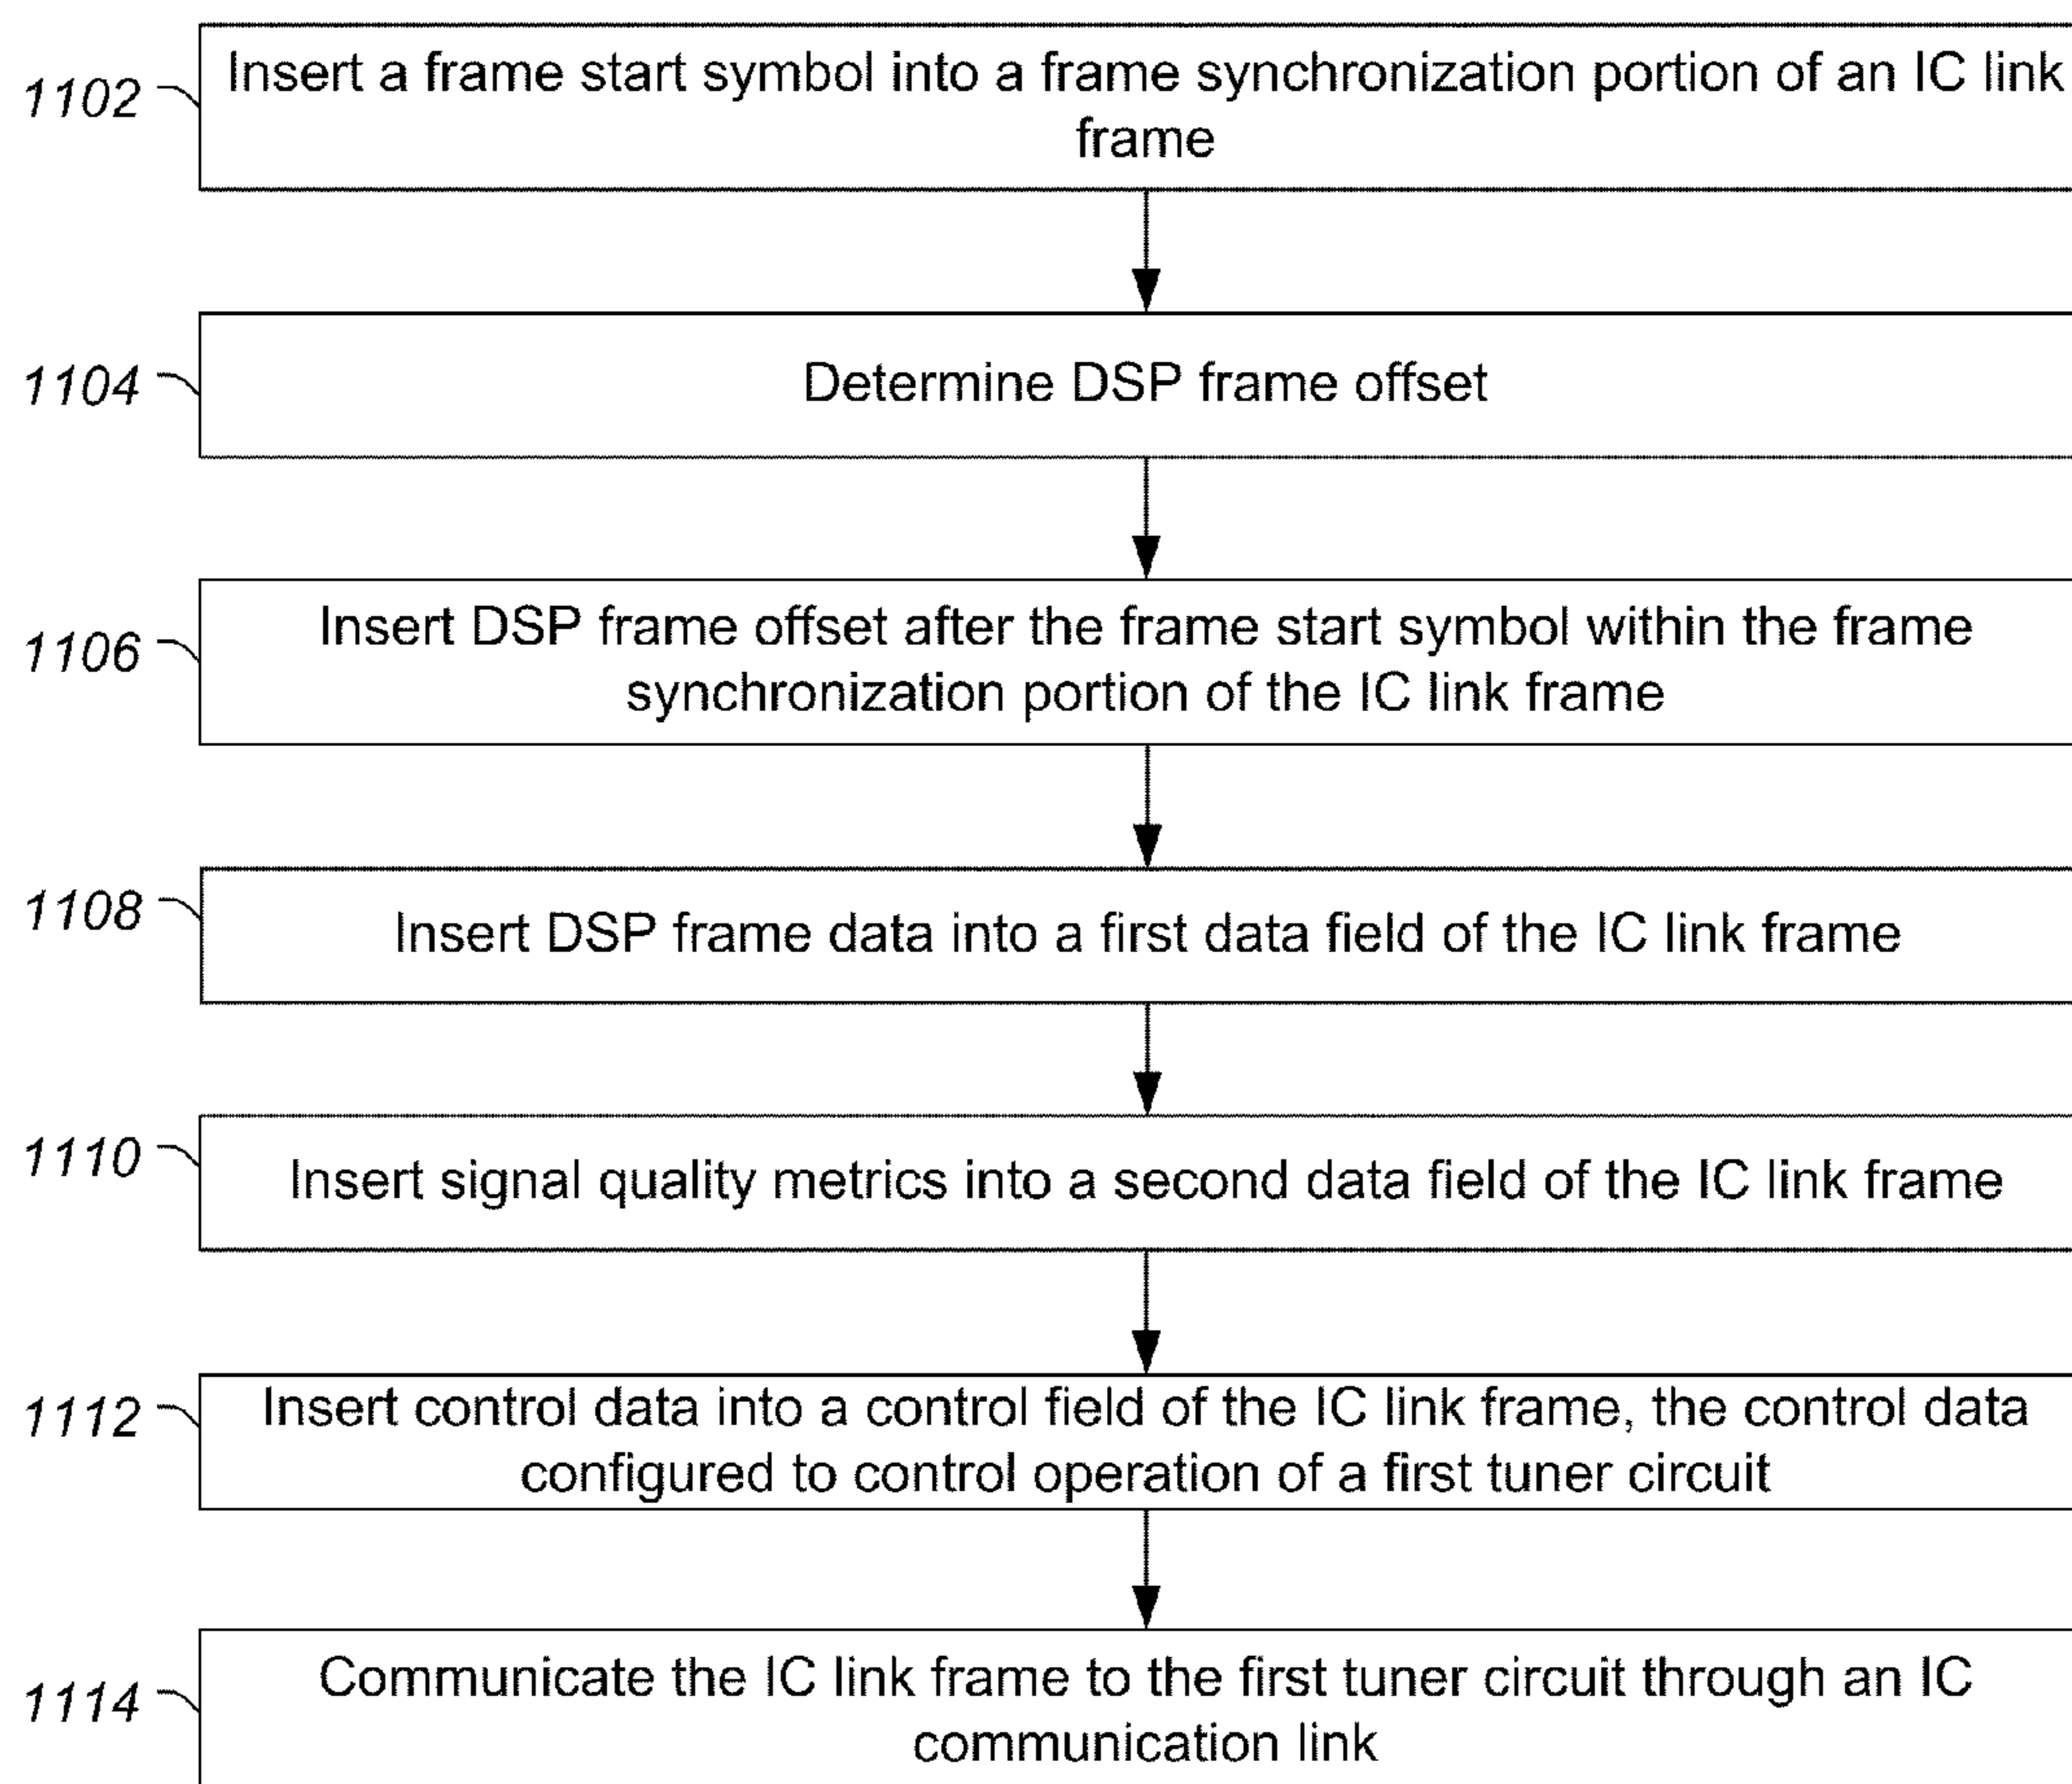 1102
Insert a frame start symbol into a frame synchronization portion of an IC link
frame
1104
Determine DSP frame offset
1106
Insert DSP frame offset after the frame start symbol within the frame
synchronization portion of the IC link frame
1108
Insert DSP frame data into a first data field of the IC link frame
1110
Insert signal quality metrics into a second data field of the IC link frame
1112
Insert control data into a control field of the IC link frame, the control data
configured to control operation of a first tuner circuit
1114
Communicate the IC link frame to the first tuner circuit through an IC
communication link